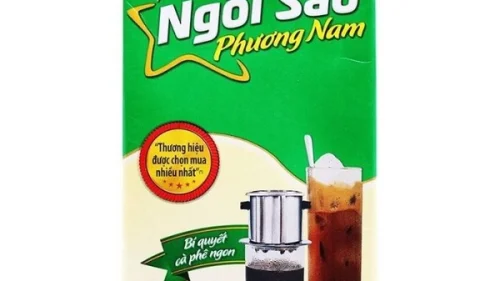 Ngôi Sao
Phương Nam
"Thương hiệu
được chọn mua
nhiều nhất"
Bí quyết
cà phê ngon